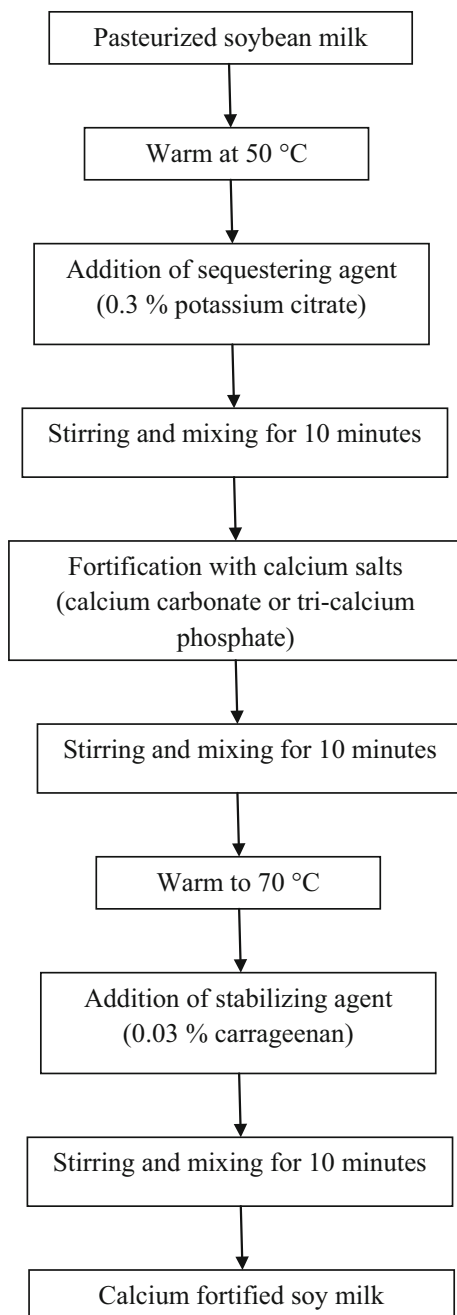 Pasteurized soybean milk
Warm at 50 °C
Addition of sequestering agent
(0.3 % potassium citrate)
Stirring and mixing for 10 minutes
Fortification with calcium salts
(calcium carbonate or tri-calcium
phosphate)
Stirring and mixing for 10 minutes
Warm to 70 °C
Addition of stabilizing agent
(0.03 % carrageenan)
Stirring and mixing for 10 minutes
Calcium fortified soy milk